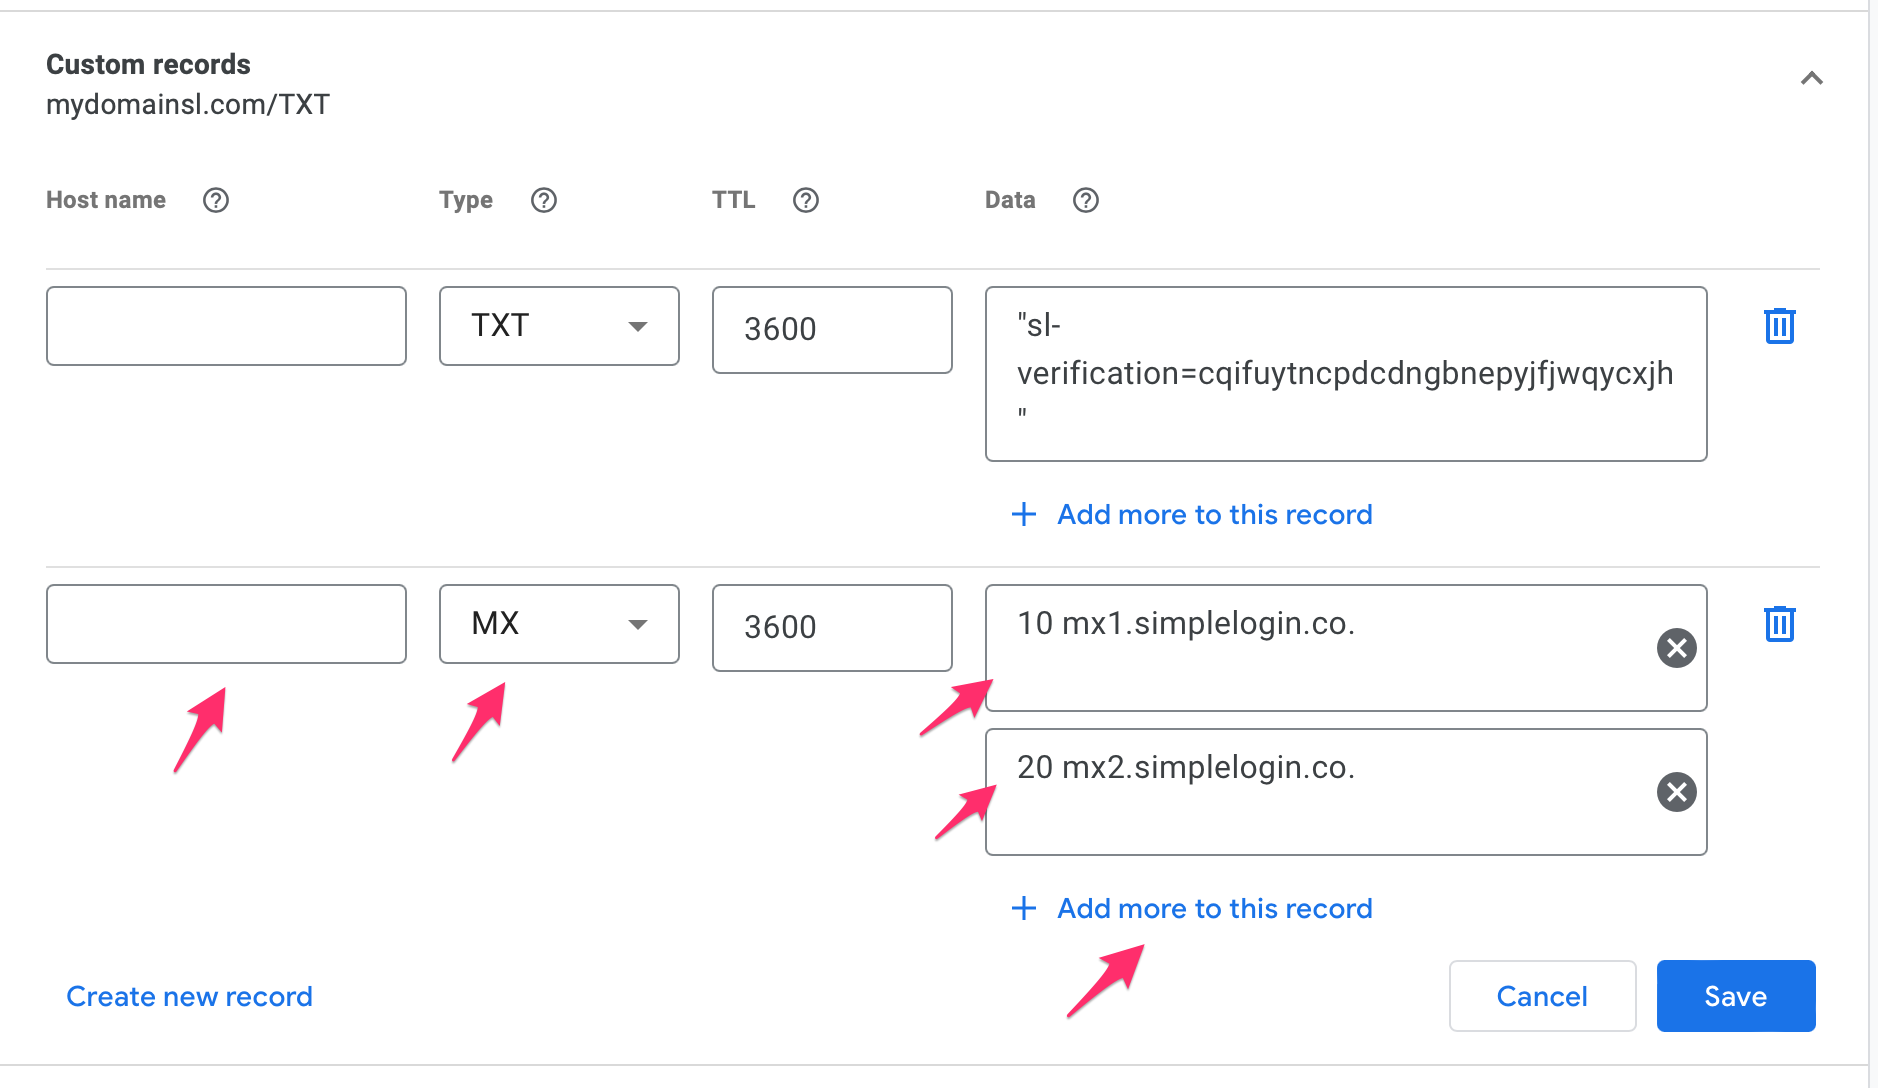 Custom records
mydomainsl.com/TXT
Host name ? Type ? TTL ? Data ?
TXT 3600 "sl-
verification=cqifuytncpdcdngbnepyjfjwqycxjh
"
+ Add more to this record
MX 3600 10 mx1.simplelogin.co.
20 mx2.simplelogin.co.
+ Add more to this record
Create new record Cancel Save